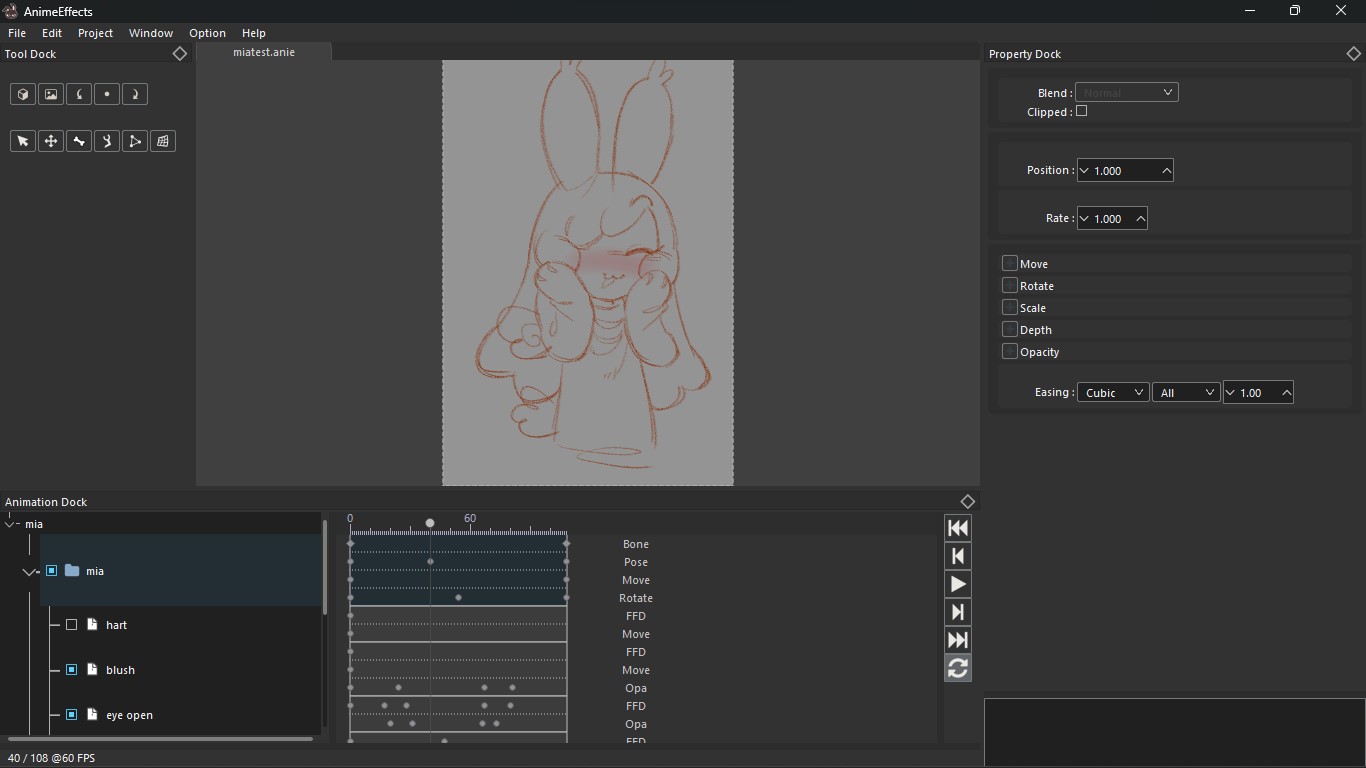 AnimeEffects
File Edit Project Window Option Help
Tool Dock
miatest.anie
Property Dock
Blend : Normal
Clipped :
Position : 1.000
Rate : 1.000
Move
Rotate
Scale
Depth
Opacity
Easing : Cubic All 1.00
Animation Dock
mia
mia
hart
blush
eye open
0 60
Bone
Pose
Move
Rotate
FFD
Move
FFD
Move
Opa
FFD
Opa
FFD
40 / 108 @60 FPS